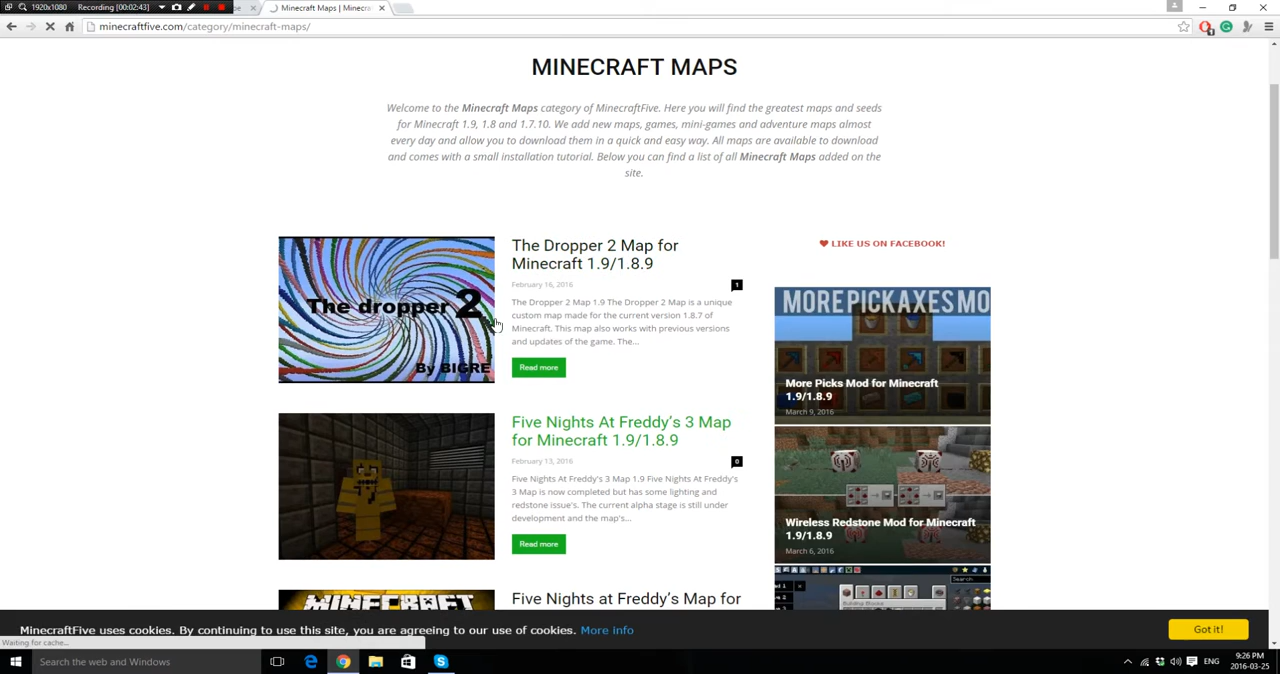 1920x1080 Recording [00:02:43]
Minecraft Maps | Minecra
minecraftfive.com/category/minecraft-maps/
MINECRAFT MAPS
Welcome to the Minecraft Maps category of MinecraftFive. Here you will find the greatest maps and seeds
for Minecraft 1.9, 1.8 and 1.7.10. We add new maps, games, mini-games and adventure maps almost
every day and allow you to download them in a quick and easy way. All maps are available to download
and comes with a small installation tutorial. Below you can find a list of all Minecraft Maps added on the
site.
The dropper 2
By BIGRE
The Dropper 2 Map for
Minecraft 1.9/1.8.9
February 16, 2016
1
The Dropper 2 Map 1.9 The Dropper 2 Map is a unique
custom map made for the current version 1.8.7 of
Minecraft. This map also works with previous versions
and updates of the game. The...
Read more
LIKE US ON FACEBOOK!
MORE PICKAXES MO
More Picks Mod for Minecraft
1.9/1.8.9
March 9, 2016
Five Nights At Freddy's 3 Map
for Minecraft 1.9/1.8.9
February 13, 2016
0
Five Nights At Freddy's 3 Map 1.9 Five Nights At Freddy's
3 Map is now completed but has some lighting and
redstone issue's. The current alpha stage is still under
development and the map's...
Read more
Wireless Redstone Mod for Minecraft
1.9/1.8.9
March 6, 2016
Search
Building Blocks
MINECRAFT
Five Nights at Freddy's Map for
MinecraftFive uses cookies. By continuing to use this site, you are agreeing to our use of cookies. More info
Got it!
Waiting for cache...
Search the web and Windows
ENG
9:26 PM
2016-03-25